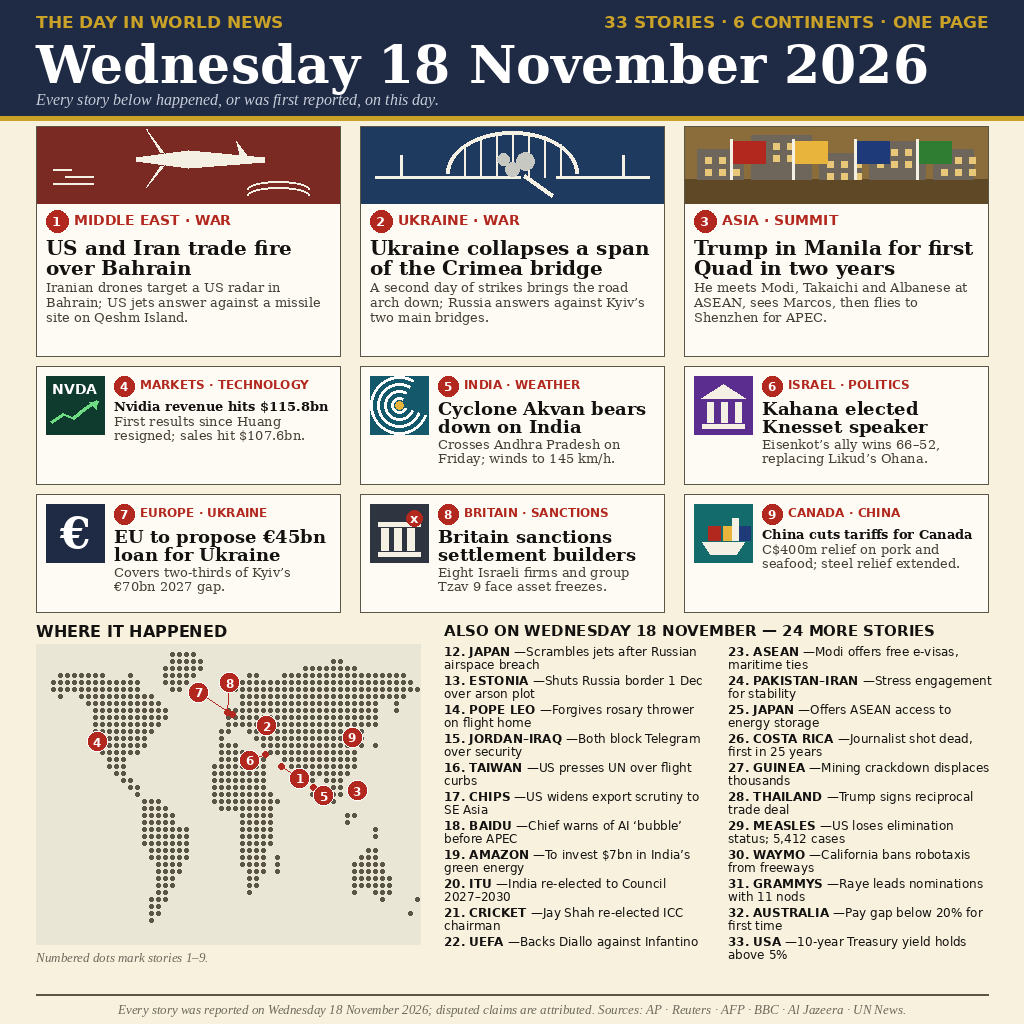 THE DAY IN WORLD NEWS
33 STORIES · 6 CONTINENTS · ONE PAGE
Wednesday 18 November 2026
Every story below happened, or was first reported, on this day.
1 MIDDLE EAST · WAR
US and Iran trade fire
over Bahrain
Iranian drones target a US radar in
Bahrain; US jets answer against a missile
site on Qeshm Island.
2 UKRAINE · WAR
Ukraine collapses a span
of the Crimea bridge
A second day of strikes brings the road
arch down; Russia answers against Kyiv’s
two main bridges.
3 ASIA · SUMMIT
Trump in Manila for first
Quad in two years
He meets Modi, Takaichi and Albanese at
ASEAN, sees Marcos, then flies to
Shenzhen for APEC.
NVDA
4 MARKETS · TECHNOLOGY
Nvidia revenue hits $115.8bn
First results since Huang
resigned; sales hit $107.6bn.
5 INDIA · WEATHER
Cyclone Akvan bears
down on India
Crosses Andhra Pradesh on
Friday; winds to 145 km/h.
6 ISRAEL · POLITICS
Kahana elected
Knesset speaker
Eisenkot’s ally wins 66–52,
replacing Likud’s Ohana.
€
7 EUROPE · UKRAINE
EU to propose €45bn
loan for Ukraine
Covers two-thirds of Kyiv’s
€70bn 2027 gap.
x
8 BRITAIN · SANCTIONS
Britain sanctions
settlement builders
Eight Israeli firms and group
Tzav 9 face asset freezes.
9 CANADA · CHINA
China cuts tariffs for Canada
C$400m relief on pork and
seafood; steel relief extended.
WHERE IT HAPPENED
8
7
2
9
4
6
1
3
5
Numbered dots mark stories 1–9.
ALSO ON WEDNESDAY 18 NOVEMBER — 24 MORE STORIES
12. JAPAN —Scrambles jets after Russian
airspace breach
13. ESTONIA —Shuts Russia border 1 Dec
over arson plot
14. POPE LEO —Forgives rosary thrower
on flight home
15. JORDAN–IRAQ —Both block Telegram
over security
16. TAIWAN —US presses UN over flight
curbs
17. CHIPS —US widens export scrutiny to
SE Asia
18. BAIDU —Chief warns of AI ‘bubble’
before APEC
19. AMAZON —To invest $7bn in India’s
green energy
20. ITU —India re-elected to Council
2027–2030
21. CRICKET —Jay Shah re-elected ICC
chairman
22. UEFA —Backs Diallo against Infantino
23. ASEAN —Modi offers free e-visas,
maritime ties
24. PAKISTAN–IRAN —Stress engagement
for stability
25. JAPAN —Offers ASEAN access to
energy storage
26. COSTA RICA —Journalist shot dead,
first in 25 years
27. GUINEA —Mining crackdown displaces
thousands
28. THAILAND —Trump signs reciprocal
trade deal
29. MEASLES —US loses elimination
status; 5,412 cases
30. WAYMO —California bans robotaxis
from freeways
31. GRAMMYS —Raye leads nominations
with 11 nods
32. AUSTRALIA —Pay gap below 20% for
first time
33. USA —10-year Treasury yield holds
above 5%
Every story was reported on Wednesday 18 November 2026; disputed claims are attributed. Sources: AP · Reuters · AFP · BBC · Al Jazeera · UN News.